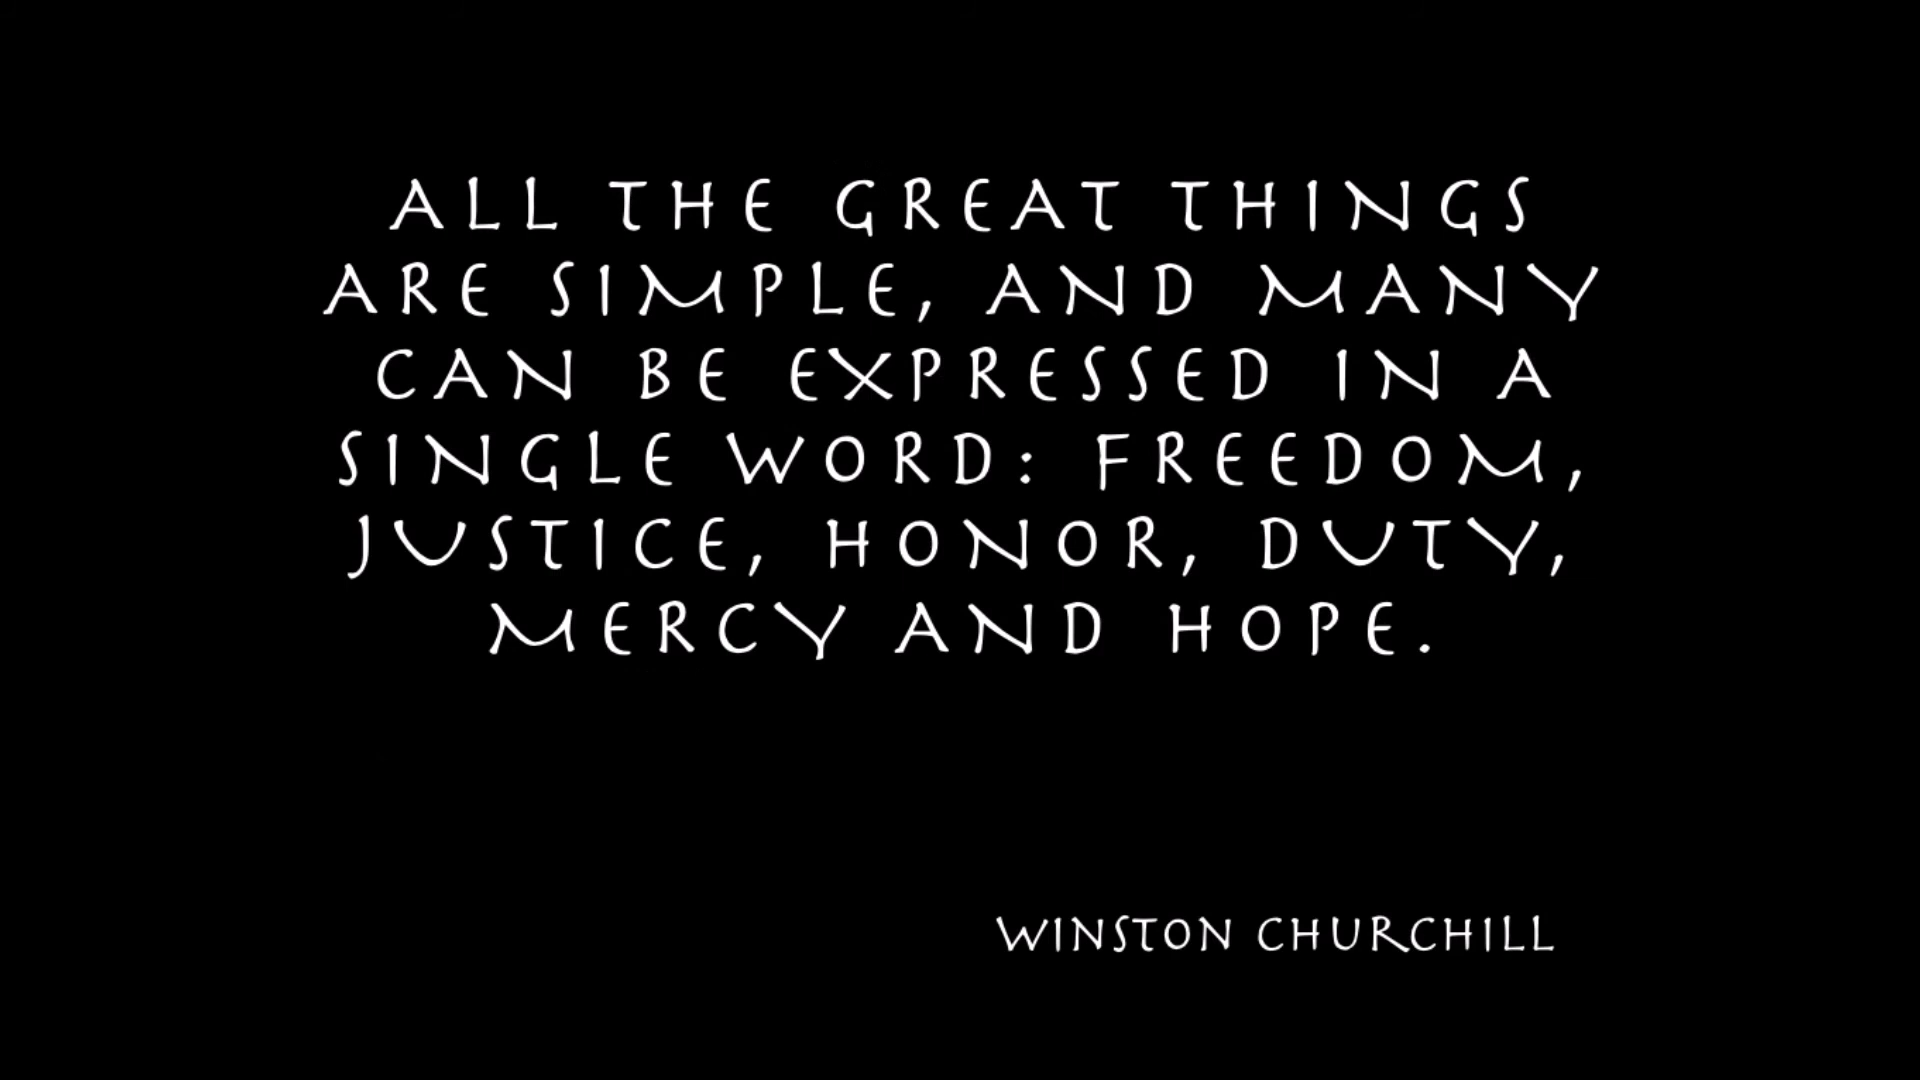 ALL THE GREAT THINGS
ARE SIMPLE, AND MANY
CAN BE EXPRESSED IN A
SINGLE WORD: FREEDOM,
JUSTICE, HONOR, DUTY,
MERCY AND HOPE.
WINSTON CHURCHILL